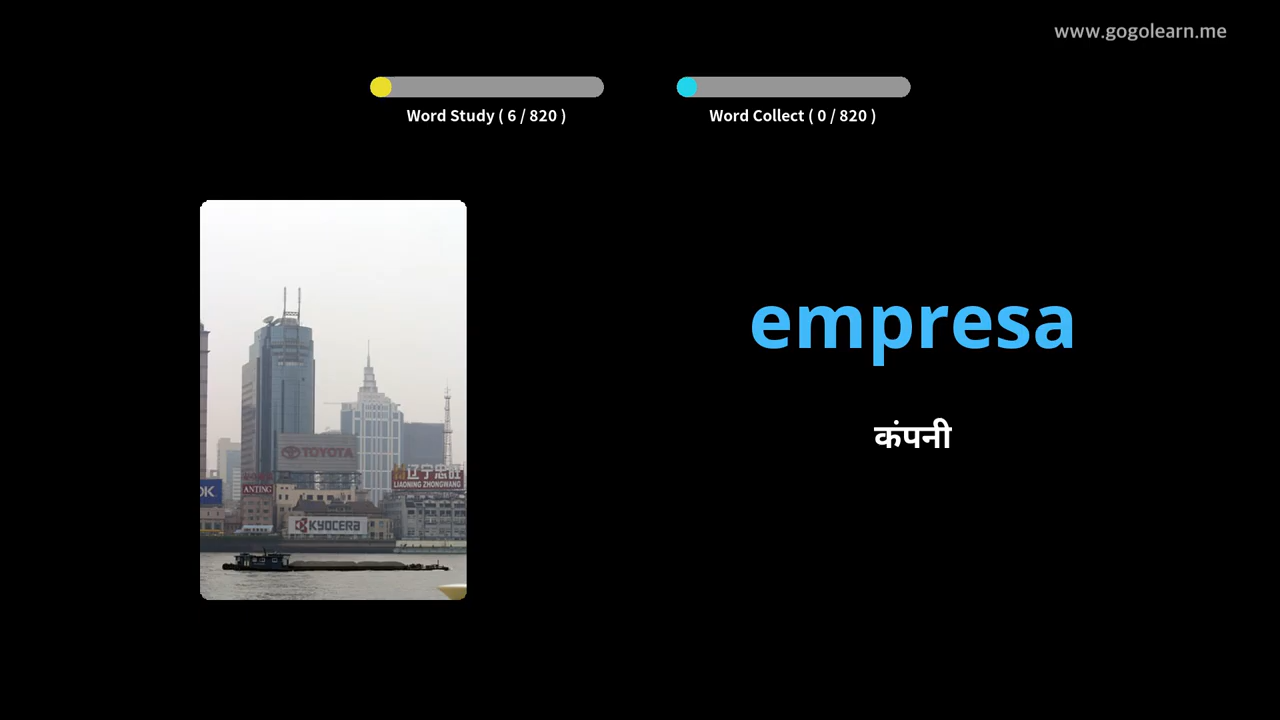 www.gogolearn.me
Word Study ( 6 / 820 )
Word Collect ( 0 / 820 )
empresa
कंपनी
TOYOTA
辽宁忠旺
LIAONING ZHONGWANG
OK
ANTING
KYOCERA